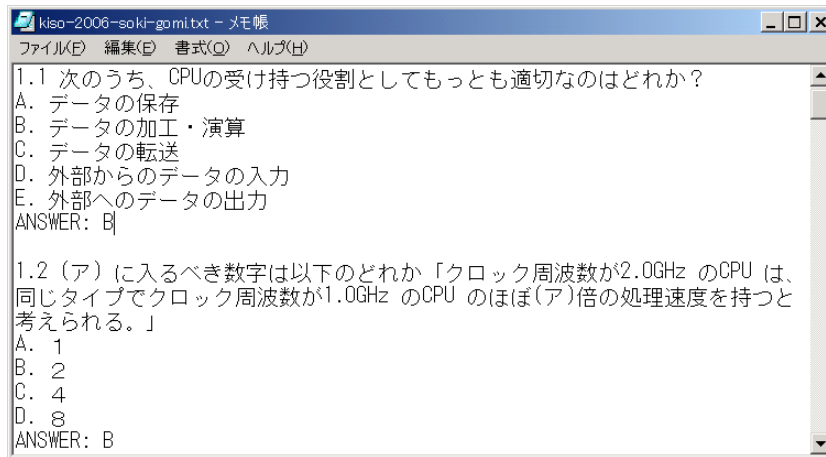 kiso-2006-soki-gomi.txt - メモ帳
ファイル(F) 編集(E) 書式(O) ヘルプ(H)
1.1 次のうち、CPUの受け持つ役割としてもっとも適切なのはどれか？
A. データの保存
B. データの加工・演算
C. データの転送
D. 外部からのデータの入力
E. 外部へのデータの出力
ANSWER: B
1.2（ア）に入るべき数字は以下のどれか「クロック周波数が2.0GHz のCPU は、
同じタイプでクロック周波数が1.0GHz のCPU のほぼ(ア)倍の処理速度を持つと
考えられる。」
A. １
B. ２
C. ４
D. ８
ANSWER: B